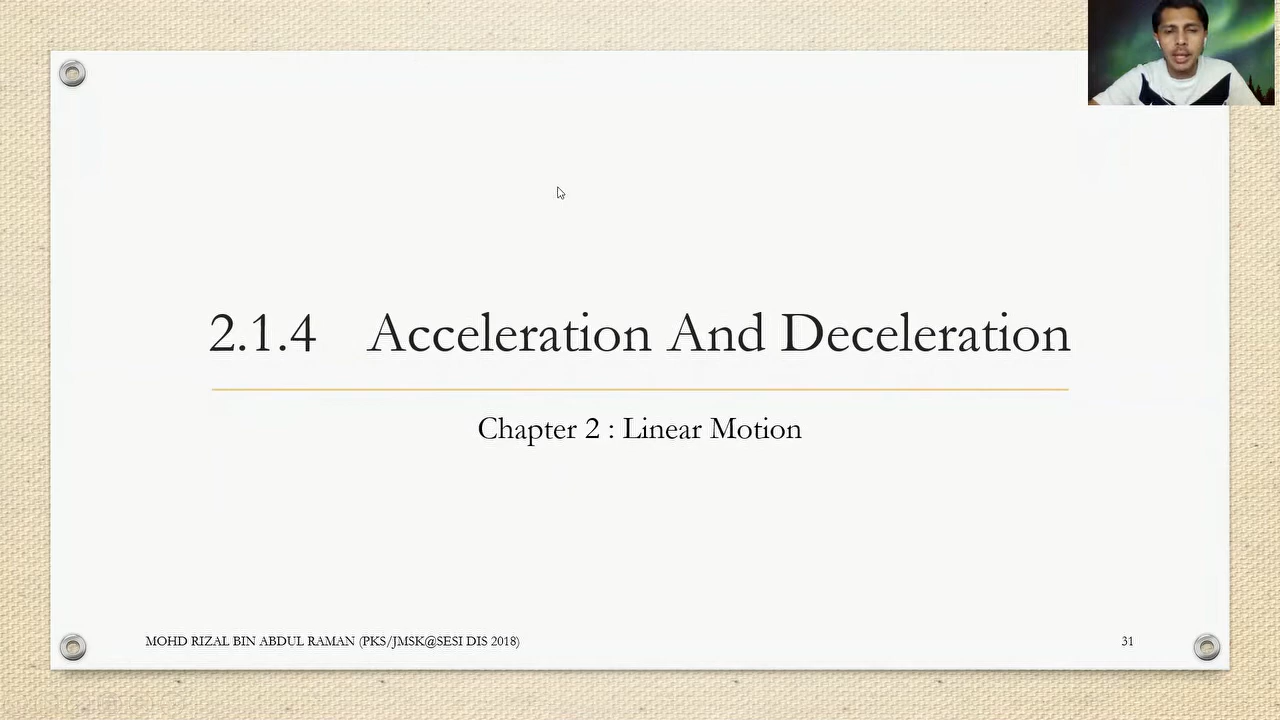 2.1.4 Acceleration And Deceleration
Chapter 2 : Linear Motion
MOHD RIZAL BIN ABDUL RAMAN (PKS/JMSK@SESI DIS 2018)
31